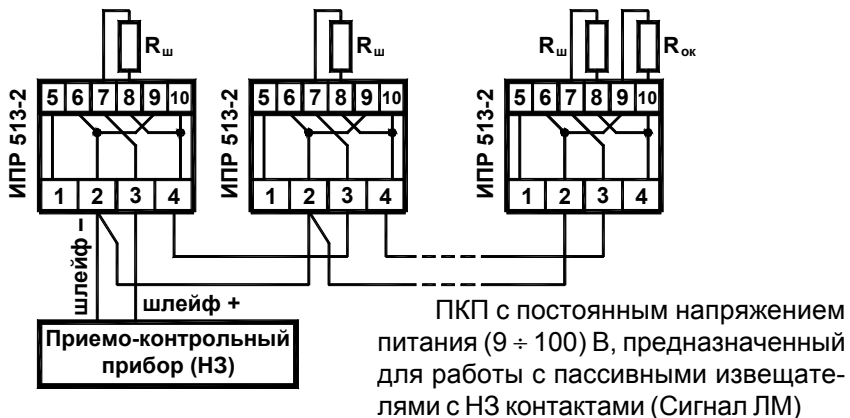 Rш Rш Rш Rок
ИПР 513-2 5 6 7 8 9 10
ИПР 513-2 5 6 7 8 9 10
ИПР 513-2 5 6 7 8 9 10
1 2 3 4
1 2 3 4
1 2 3 4
шлейф –
шлейф +
Приемо-контрольный
прибор (НЗ)
ПКП с постоянным напряжением
питания (9 ÷ 100) В, предназначенный
для работы с пассивными извещате-
лями с НЗ контактами (Сигнал ЛМ)